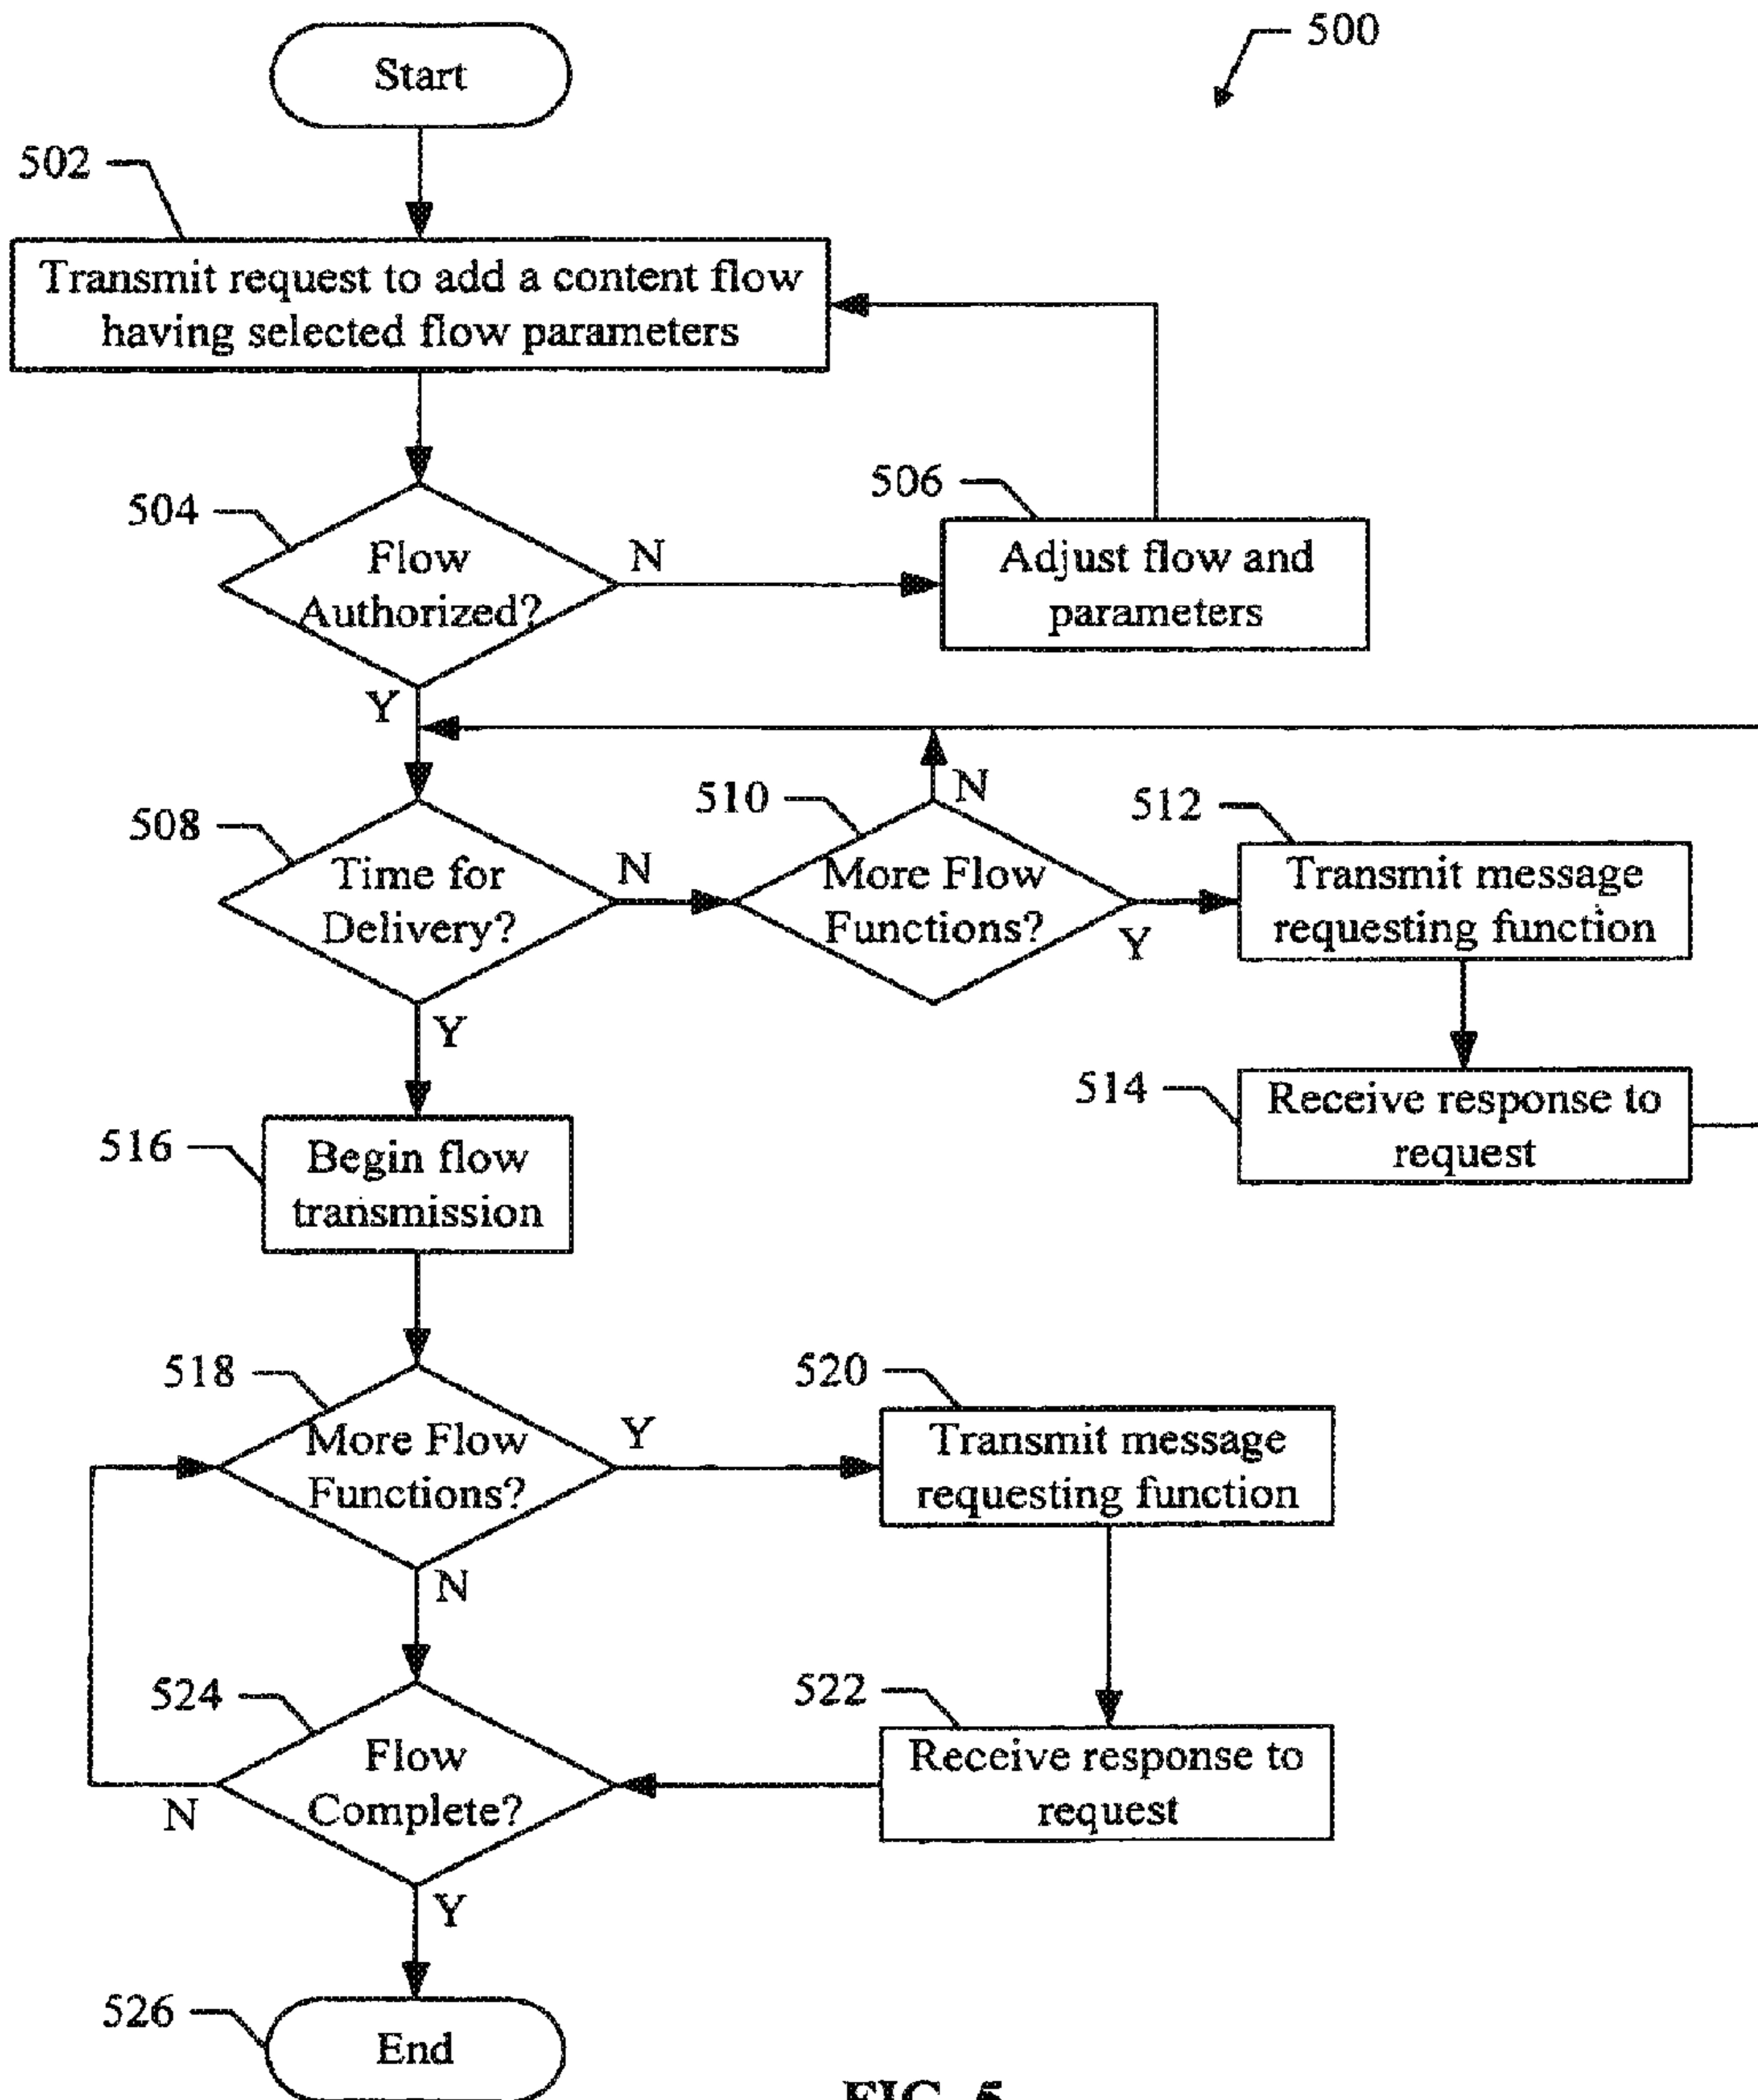 500
Start
502
Transmit request to add a content flow
having selected flow parameters
504
Flow
Authorized?
N
Y
506
Adjust flow and
parameters
508
Time for
Delivery?
N
Y
510
More Flow
Functions?
N
Y
512
Transmit message
requesting function
514
Receive response to
request
516
Begin flow
transmission
518
More Flow
Functions?
Y
N
520
Transmit message
requesting function
522
Receive response to
request
524
Flow
Complete?
N
Y
526
End
FIG. 5